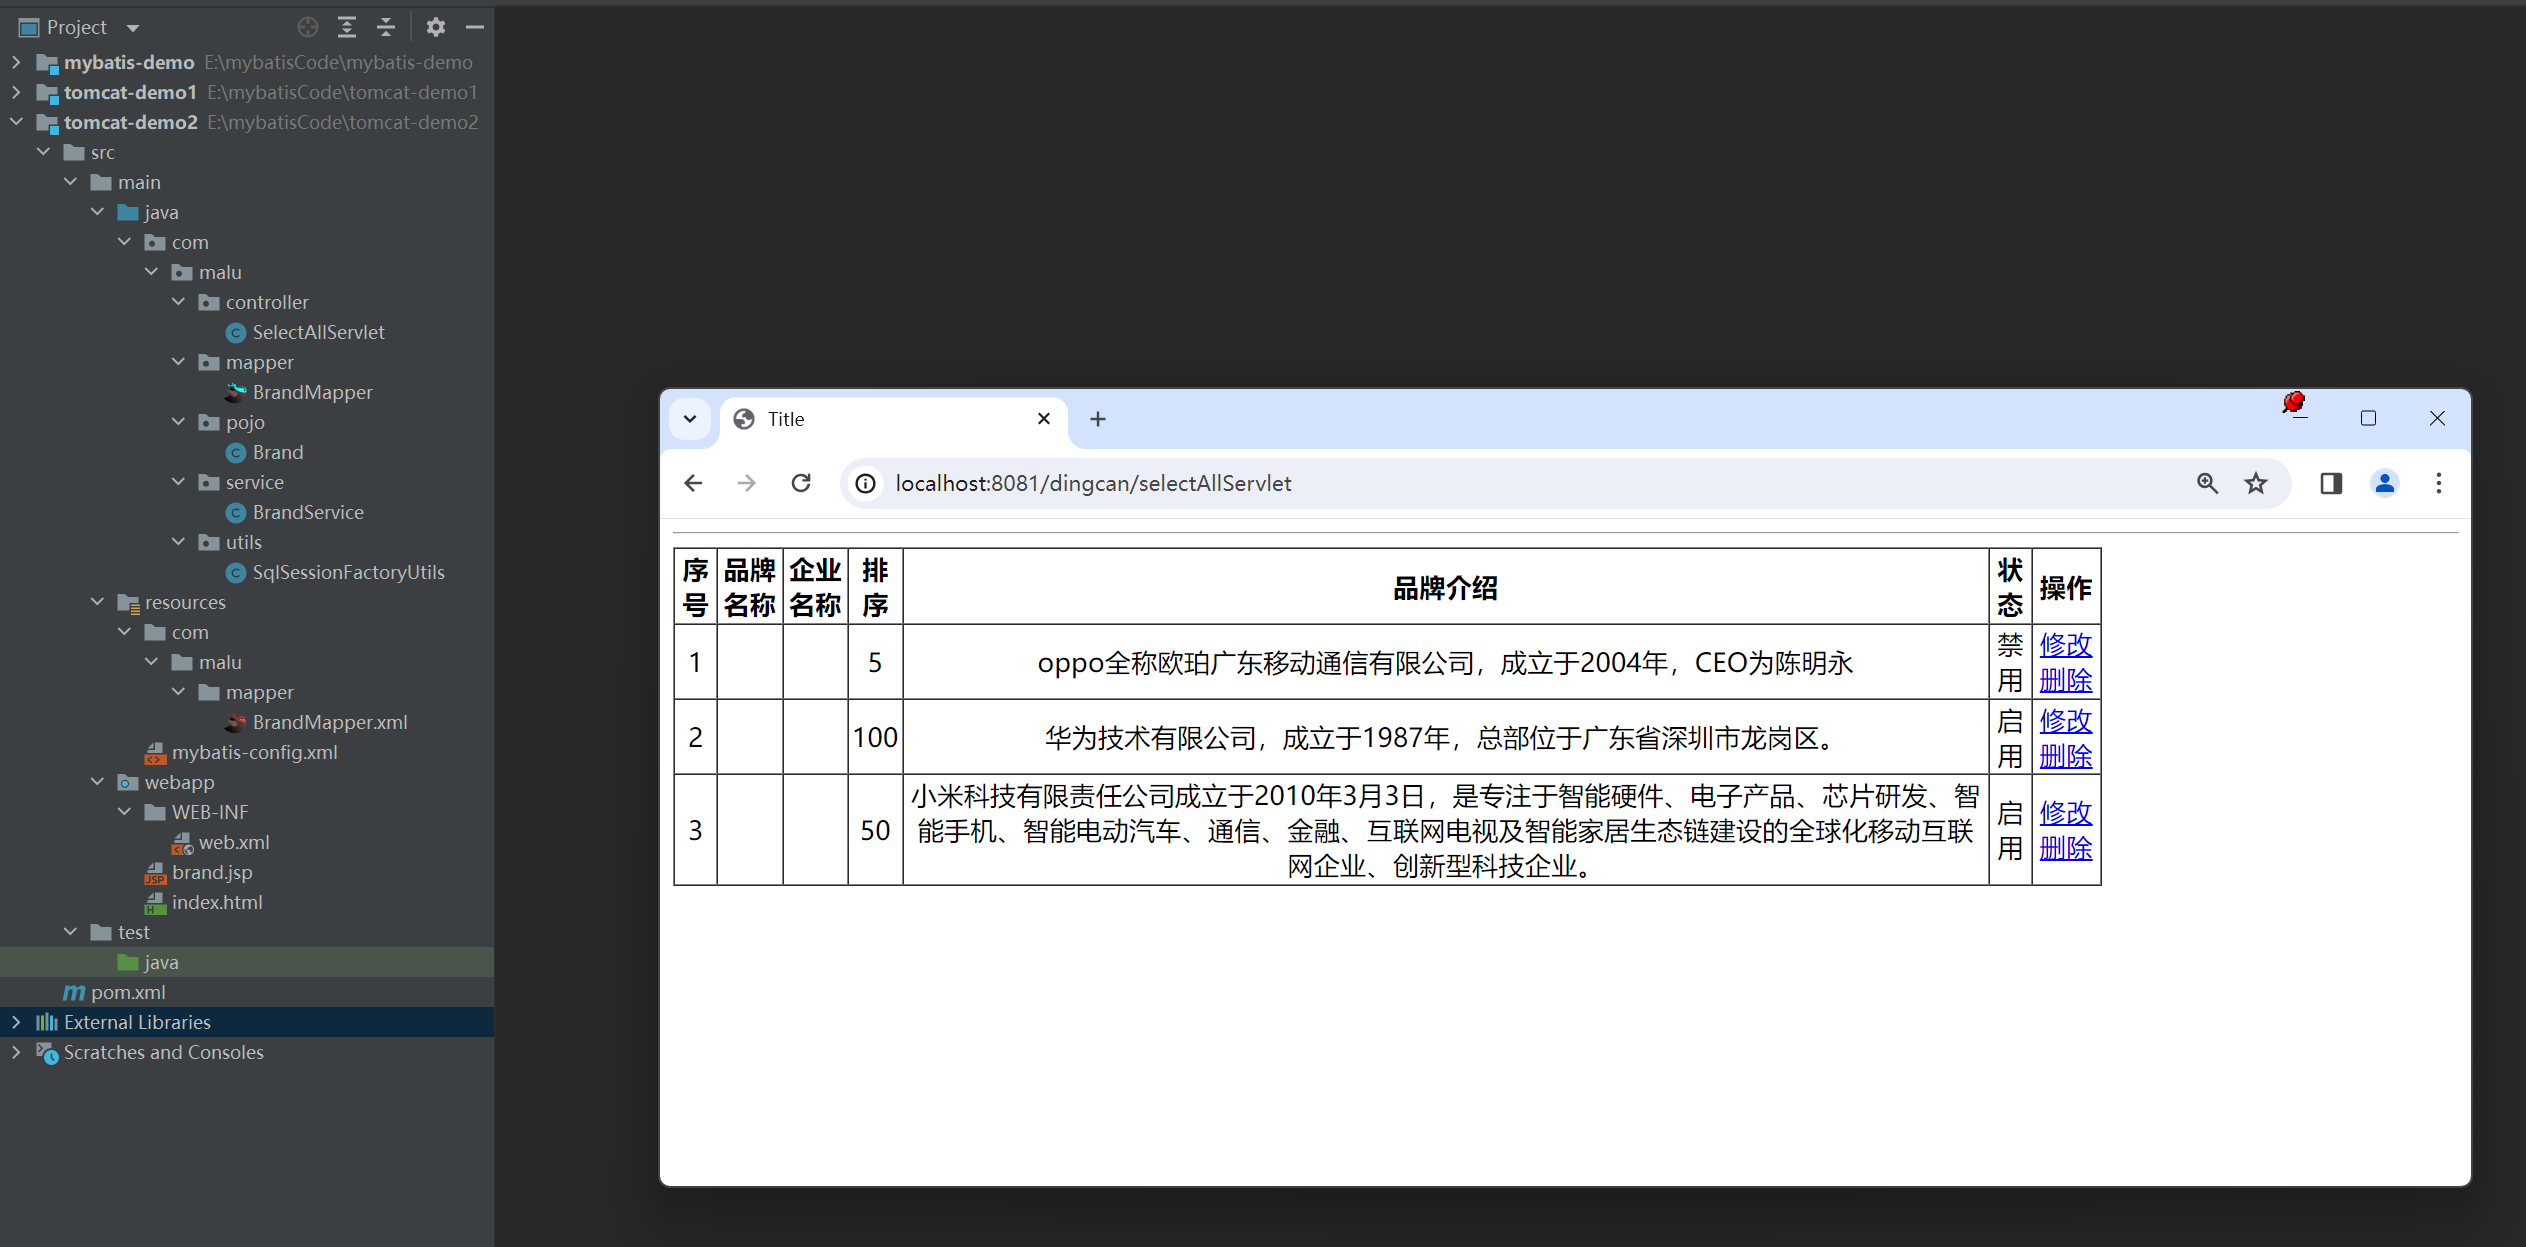 Project
mybatis-demo E:\mybatisCode\mybatis-demo
tomcat-demo1 E:\mybatisCode\tomcat-demo1
tomcat-demo2 E:\mybatisCode\tomcat-demo2
src
main
java
com
malu
controller
SelectAllServlet
mapper
BrandMapper
pojo
Brand
service
BrandService
utils
SqlSessionFactoryUtils
resources
com
malu
mapper
BrandMapper.xml
mybatis-config.xml
webapp
WEB-INF
web.xml
brand.jsp
index.html
test
java
pom.xml
External Libraries
Scratches and Consoles
Title
localhost:8081/dingcan/selectAllServlet
序号 品牌名称 企业名称 排序 品牌介绍 状态 操作
1 5 oppo全称欧珀广东移动通信有限公司，成立于2004年，CEO为陈明永 禁用 修改 删除
2 100 华为技术有限公司，成立于1987年，总部位于广东省深圳市龙岗区。 启用 修改 删除
3 50 小米科技有限责任公司成立于2010年3月3日，是专注于智能硬件、电子产品、芯片研发、智
能手机、智能电动汽车、通信、金融、互联网电视及智能家居生态链建设的全球化移动互联
网企业、创新型科技企业。 启用 修改 删除